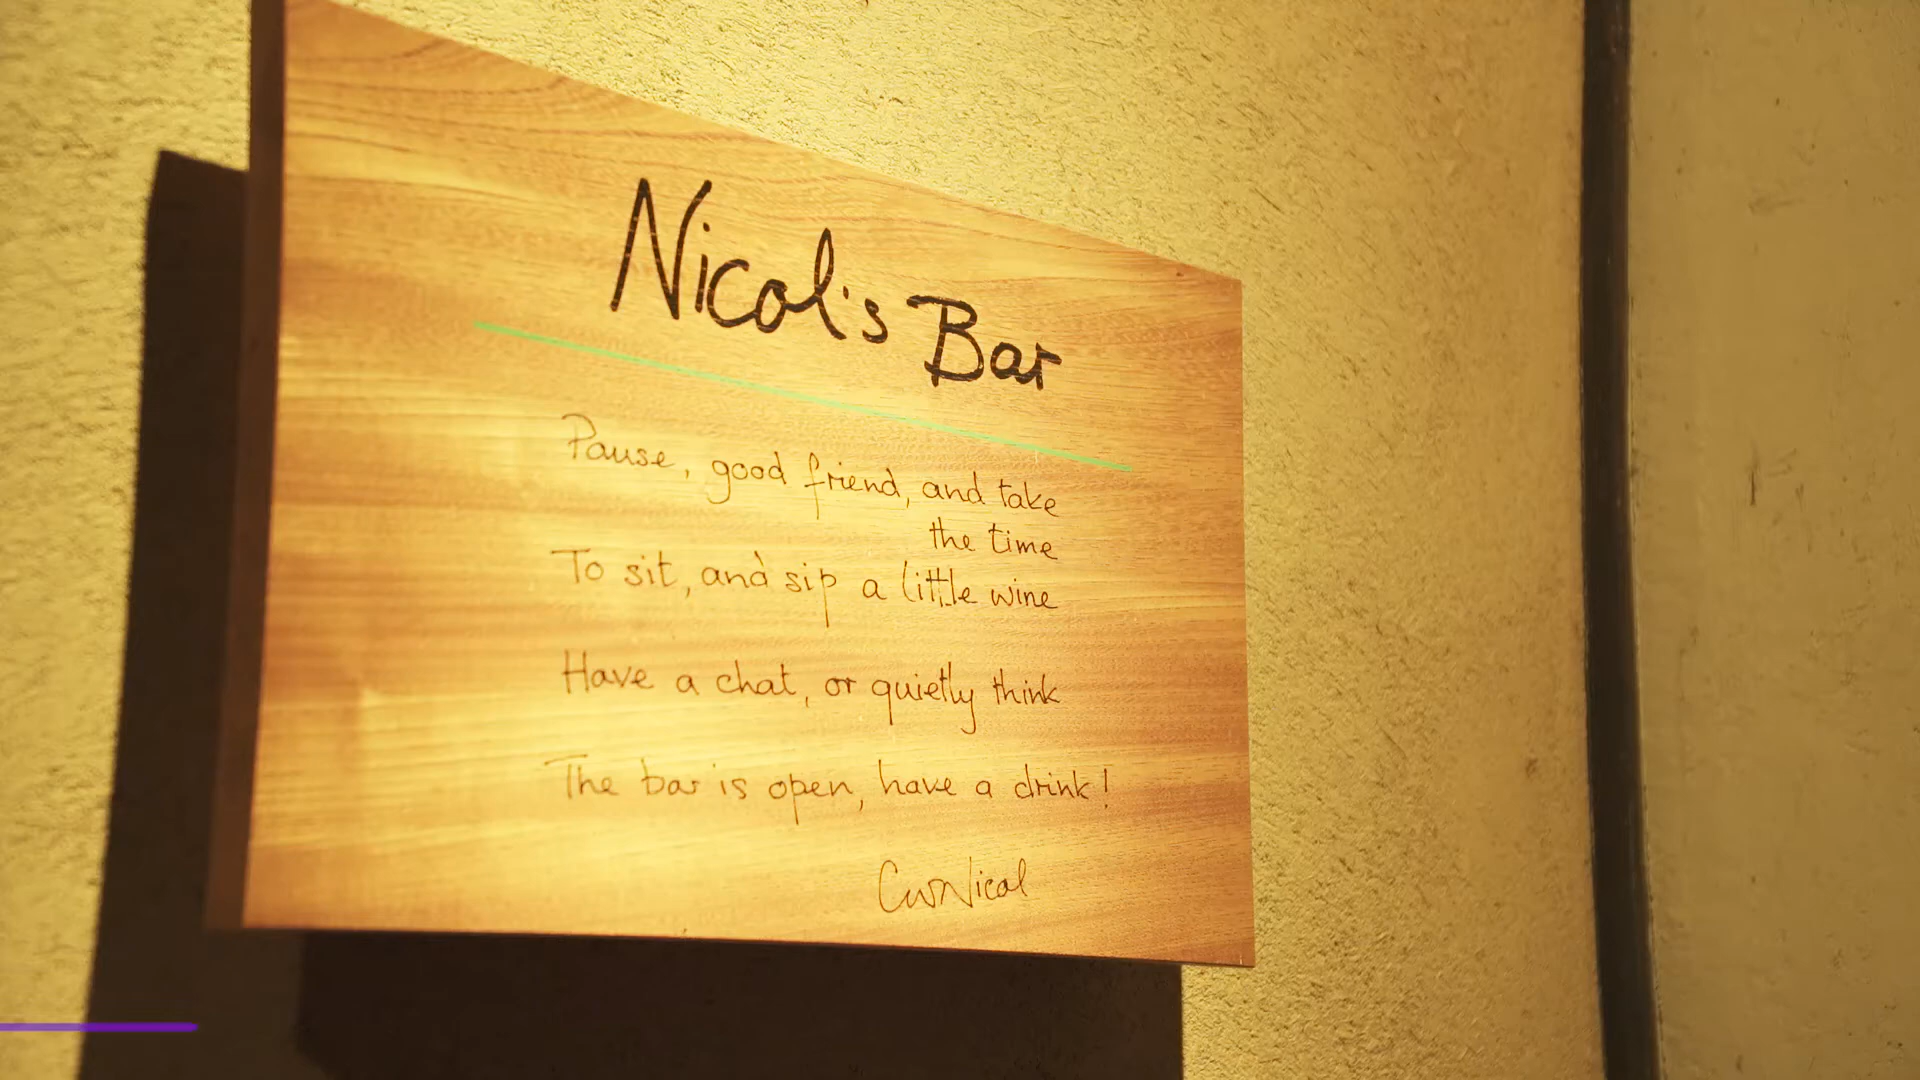 Nicol's Bar
Pause, good friend, and take
the time
To sit, and sip a little wine
Have a chat, or quietly think
The bar is open, have a drink!
CWNicol